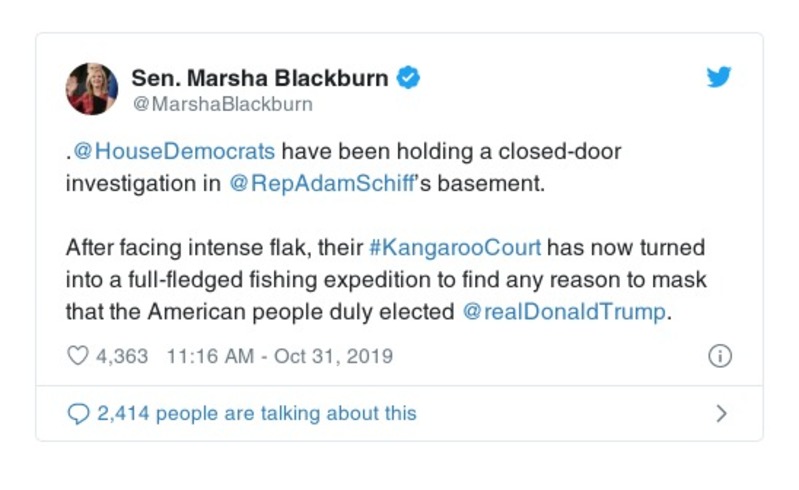 Sen. Marsha Blackburn
@MarshaBlackburn
.@HouseDemocrats have been holding a closed-door
investigation in @RepAdamSchiff's basement.
After facing intense flak, their #KangarooCourt has now turned
into a full-fledged fishing expedition to find any reason to mask
that the American people duly elected @realDonaldTrump.
4,363 11:16 AM - Oct 31, 2019
2,414 people are talking about this